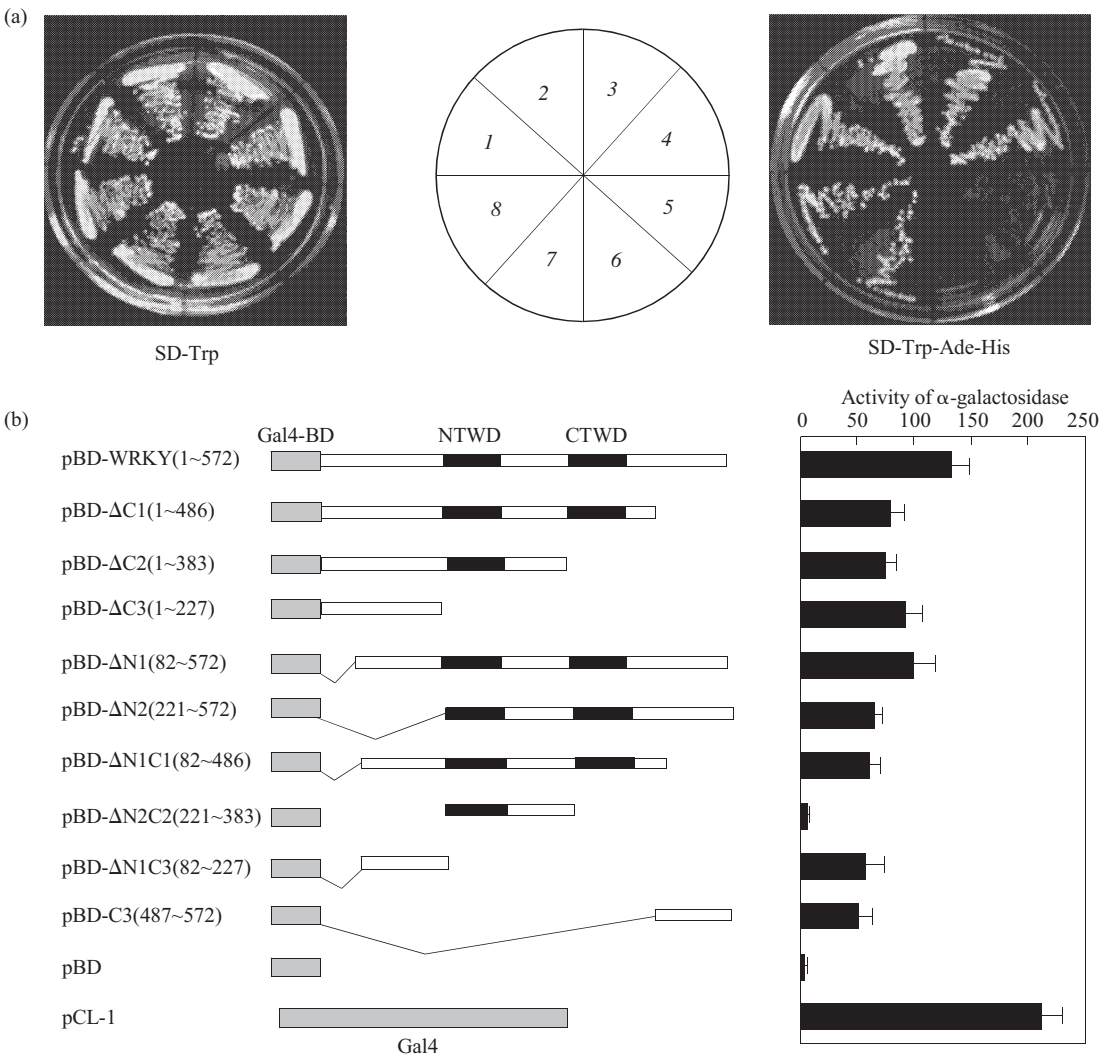 (a)
1
2
3
4
5
6
7
8
SD-Trp
SD-Trp-Ade-His
(b)
Activity of α-galactosidase
0 50 100 150 200 250
Gal4-BD NTWD CTWD
pBD-WRKY(1~572)
pBD-ΔC1(1~486)
pBD-ΔC2(1~383)
pBD-ΔC3(1~227)
pBD-ΔN1(82~572)
pBD-ΔN2(221~572)
pBD-ΔN1C1(82~486)
pBD-ΔN2C2(221~383)
pBD-ΔN1C3(82~227)
pBD-C3(487~572)
pBD
pCL-1
Gal4